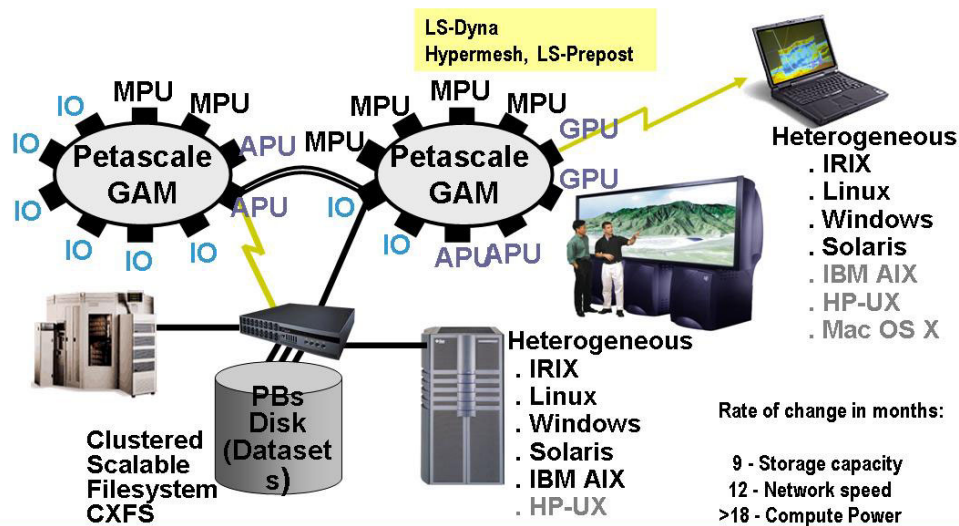 LS-Dyna
Hypermesh, LS-Prepost
IO
MPU
MPU
IO
APU
IO
Petascale
GAM
IO
APU
IO
IO
IO
MPU
MPU
MPU
MPU
GPU
Petascale
GAM
GPU
IO
IO
APU
APU
Heterogeneous
. IRIX
. Linux
. Windows
. Solaris
. IBM AIX
. HP-UX
. Mac OS X
PBs
Disk
(Dataset
s)
Clustered
Scalable
Filesystem
CXFS
Heterogeneous
. IRIX
. Linux
. Windows
. Solaris
. IBM AIX
. HP-UX
Rate of change in months:
9 - Storage capacity
12 - Network speed
>18 - Compute Power